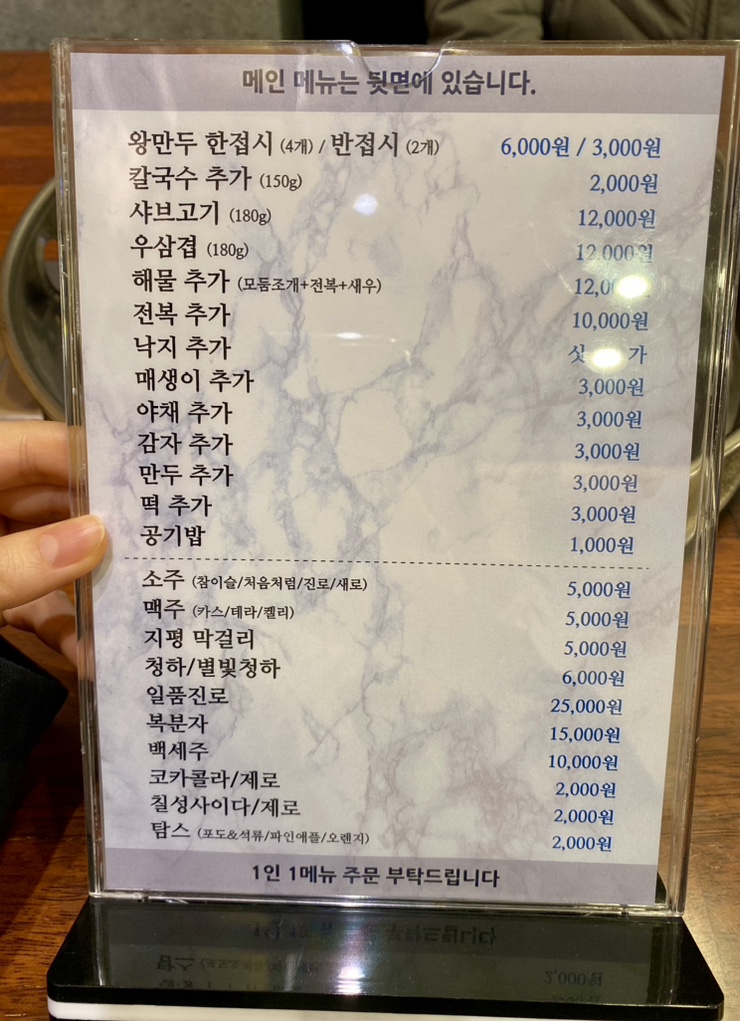 메인 메뉴는 뒷면에 있습니다.
왕만두 한접시 (4개) / 반접시 (2개) 6,000원 / 3,000원
칼국수 추가 (150g) 2,000원
샤브고기 (180g) 12,000원
우삼겹 (180g) 12,000원
해물 추가 (모둠조개+전복+새우)
전복 추가 10,000원
낙지 추가
매생이 추가 3,000원
야채 추가 3,000원
감자 추가 3,000원
만두 추가 3,000원
떡 추가 3,000원
공기밥 1,000원
소주 (참이슬/처음처럼/진로/새로) 5,000원
맥주 (카스/테라/켈리) 5,000원
지평 막걸리 5,000원
청하/별빛청하 6,000원
일품진로 25,000원
복분자 15,000원
백세주 10,000원
코카콜라/제로 2,000원
칠성사이다/제로 2,000원
탐스 (포도&석류/파인애플/오렌지) 2,000원
1인 1메뉴 주문 부탁드립니다